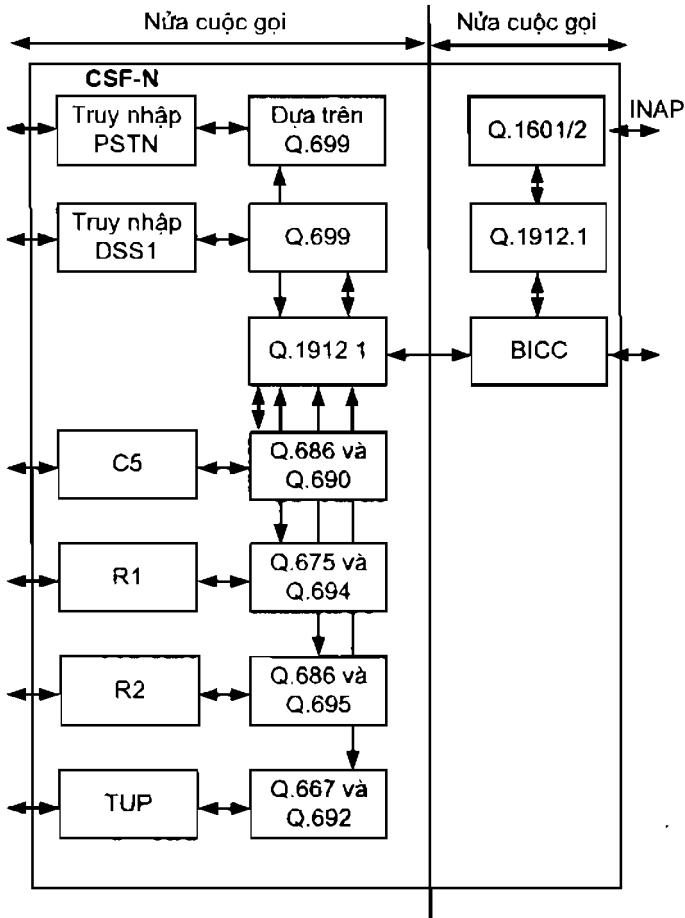 Nửa cuộc gọi
Nửa cuộc gọi
CSF-N
Truy nhập
PSTN
Dựa trên
Q.699
Q.1601/2
INAP
Truy nhập
DSS1
Q.699
Q.1912.1
Q.1912 1
BICC
C5
Q.686 và
Q.690
R1
Q.675 và
Q.694
R2
Q.686 và
Q.695
TUP
Q.667 và
Q.692